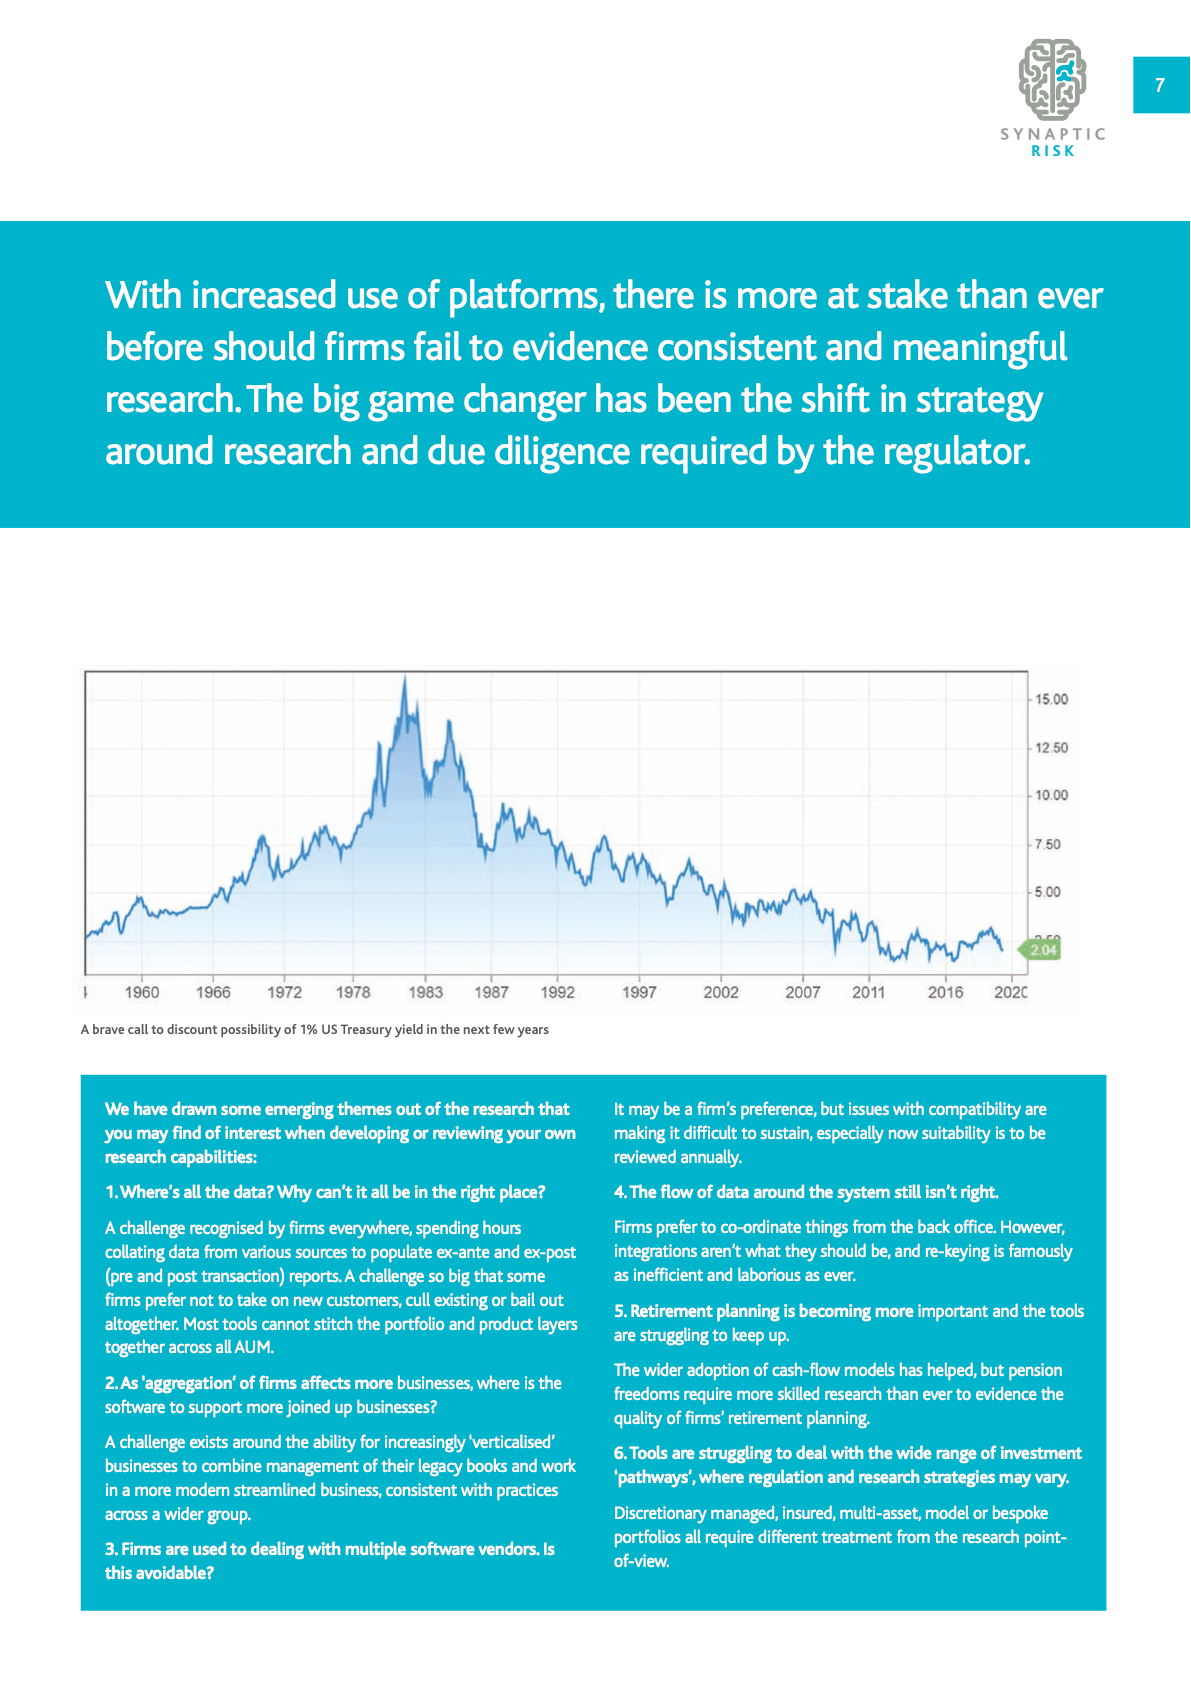 SYNAPTIC
RISK
7
With increased use of platforms, there is more at stake than ever
before should firms fail to evidence consistent and meaningful
research. The big game changer has been the shift in strategy
around research and due diligence required by the regulator.
15.00
12.50
10.00
7.50
5.00
2.04
1960 1966 1972 1978 1983 1987 1992 1997 2002 2007 2011 2016 2020
A brave call to discount possibility of 1% US Treasury yield in the next few years
We have drawn some emerging themes out of the research that
you may find of interest when developing or reviewing your own
research capabilities:
1. Where's all the data? Why can't it all be in the right place?
A challenge recognised by firms everywhere, spending hours
collating data from various sources to populate ex-ante and ex-post
(pre and post transaction) reports. A challenge so big that some
firms prefer not to take on new customers, cull existing or bail out
altogether. Most tools cannot stitch the portfolio and product layers
together across all AUM.
2. As 'aggregation' of firms affects more businesses, where is the
software to support more joined up businesses?
A challenge exists around the ability for increasingly 'verticalised'
businesses to combine management of their legacy books and work
in a more modern streamlined business, consistent with practices
across a wider group.
3. Firms are used to dealing with multiple software vendors. Is
this avoidable?
It may be a firm's preference, but issues with compatibility are
making it difficult to sustain, especially now suitability is to be
reviewed annually.
4. The flow of data around the system still isn't right.
Firms prefer to co-ordinate things from the back office. However,
integrations aren't what they should be, and re-keying is famously
as inefficient and laborious as ever.
5. Retirement planning is becoming more important and the tools
are struggling to keep up.
The wider adoption of cash-flow models has helped, but pension
freedoms require more skilled research than ever to evidence the
quality of firms' retirement planning.
6. Tools are struggling to deal with the wide range of investment
'pathways', where regulation and research strategies may vary.
Discretionary managed, insured, multi-asset, model or bespoke
portfolios all require different treatment from the research point-
of-view.